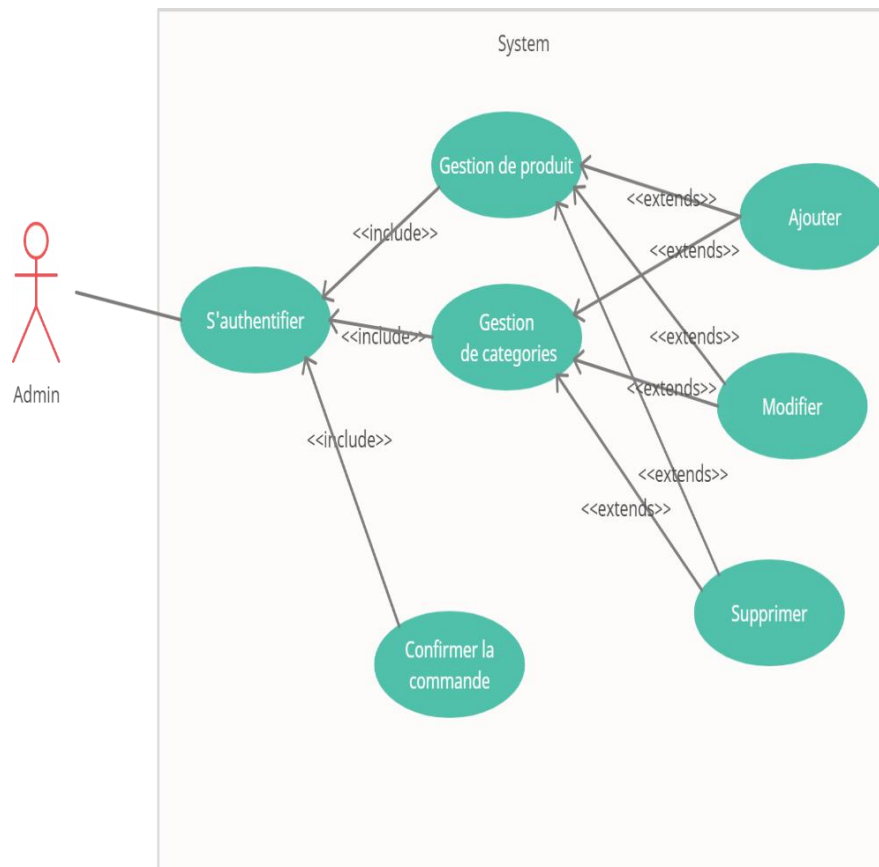 System
Gestion de produit
<<extends>>
Ajouter
<<include>>
<<extends>>
S'authentifier
Gestion
de categories
<<include>>
<<extends>>
Admin
<<extends>>
Modifier
<<include>>
<<extends>>
<<extends>>
Supprimer
Confirmer la
commande